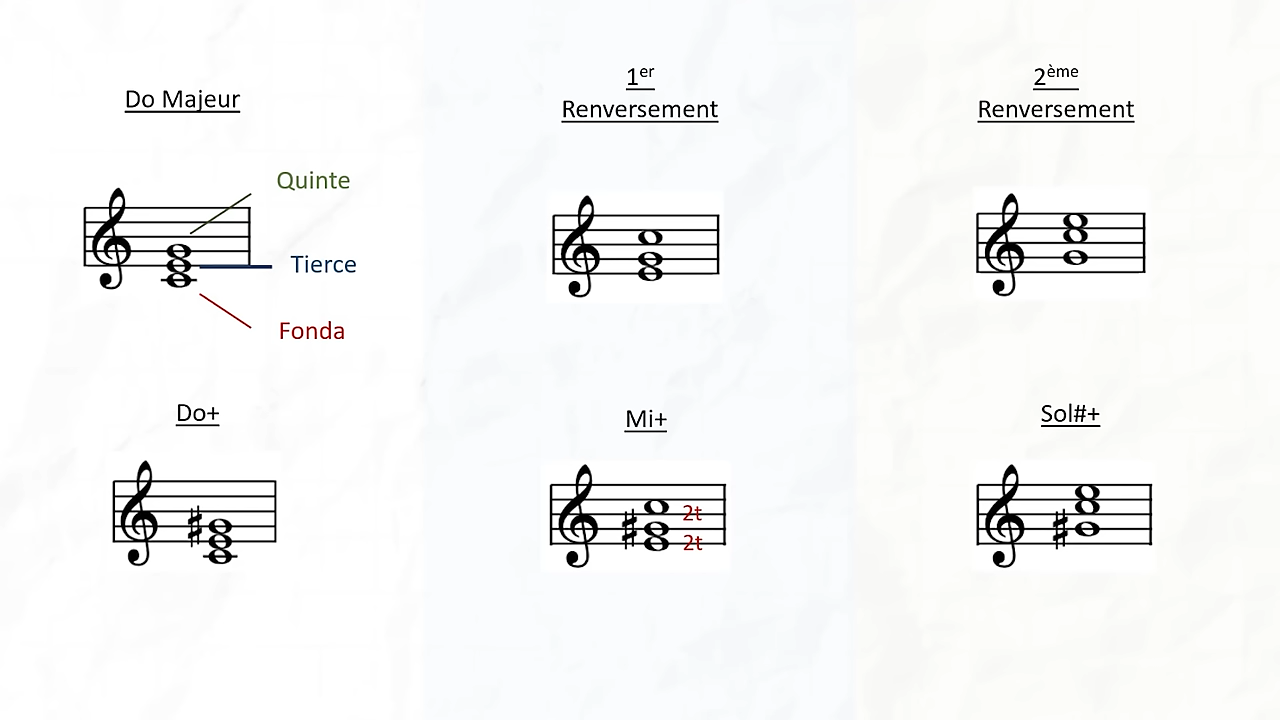 Do Majeur
1er
Renversement
2ème
Renversement
Quinte
Tierce
Fonda
Do+
Mi+
Sol#+
2t
2t